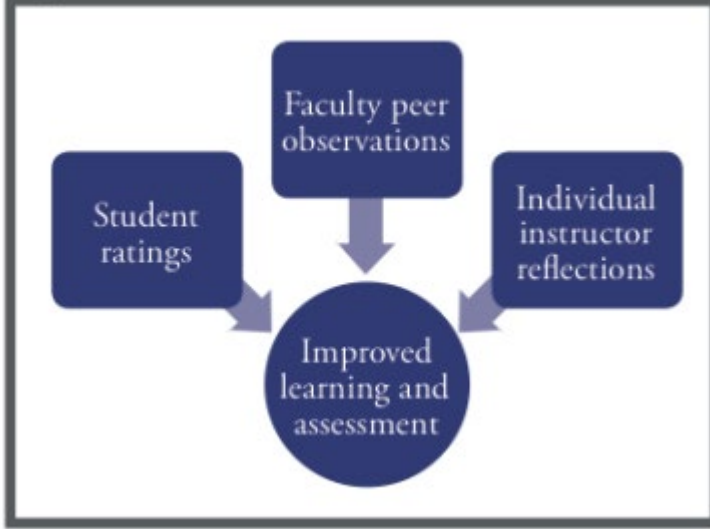 Faculty peer
observations
Student
ratings
Individual
instructor
reflections
Improved
learning and
assessment